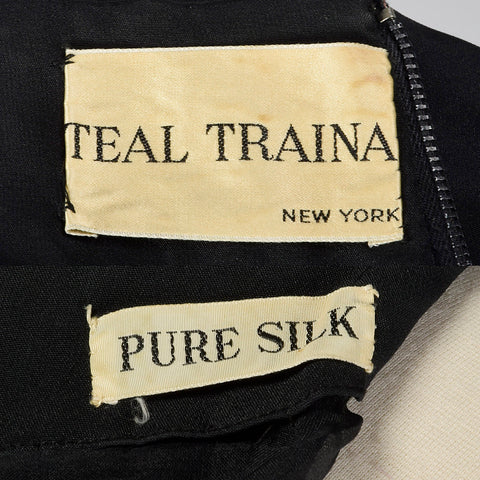 TEAL TRAINA
NEW YORK
PURE SILK